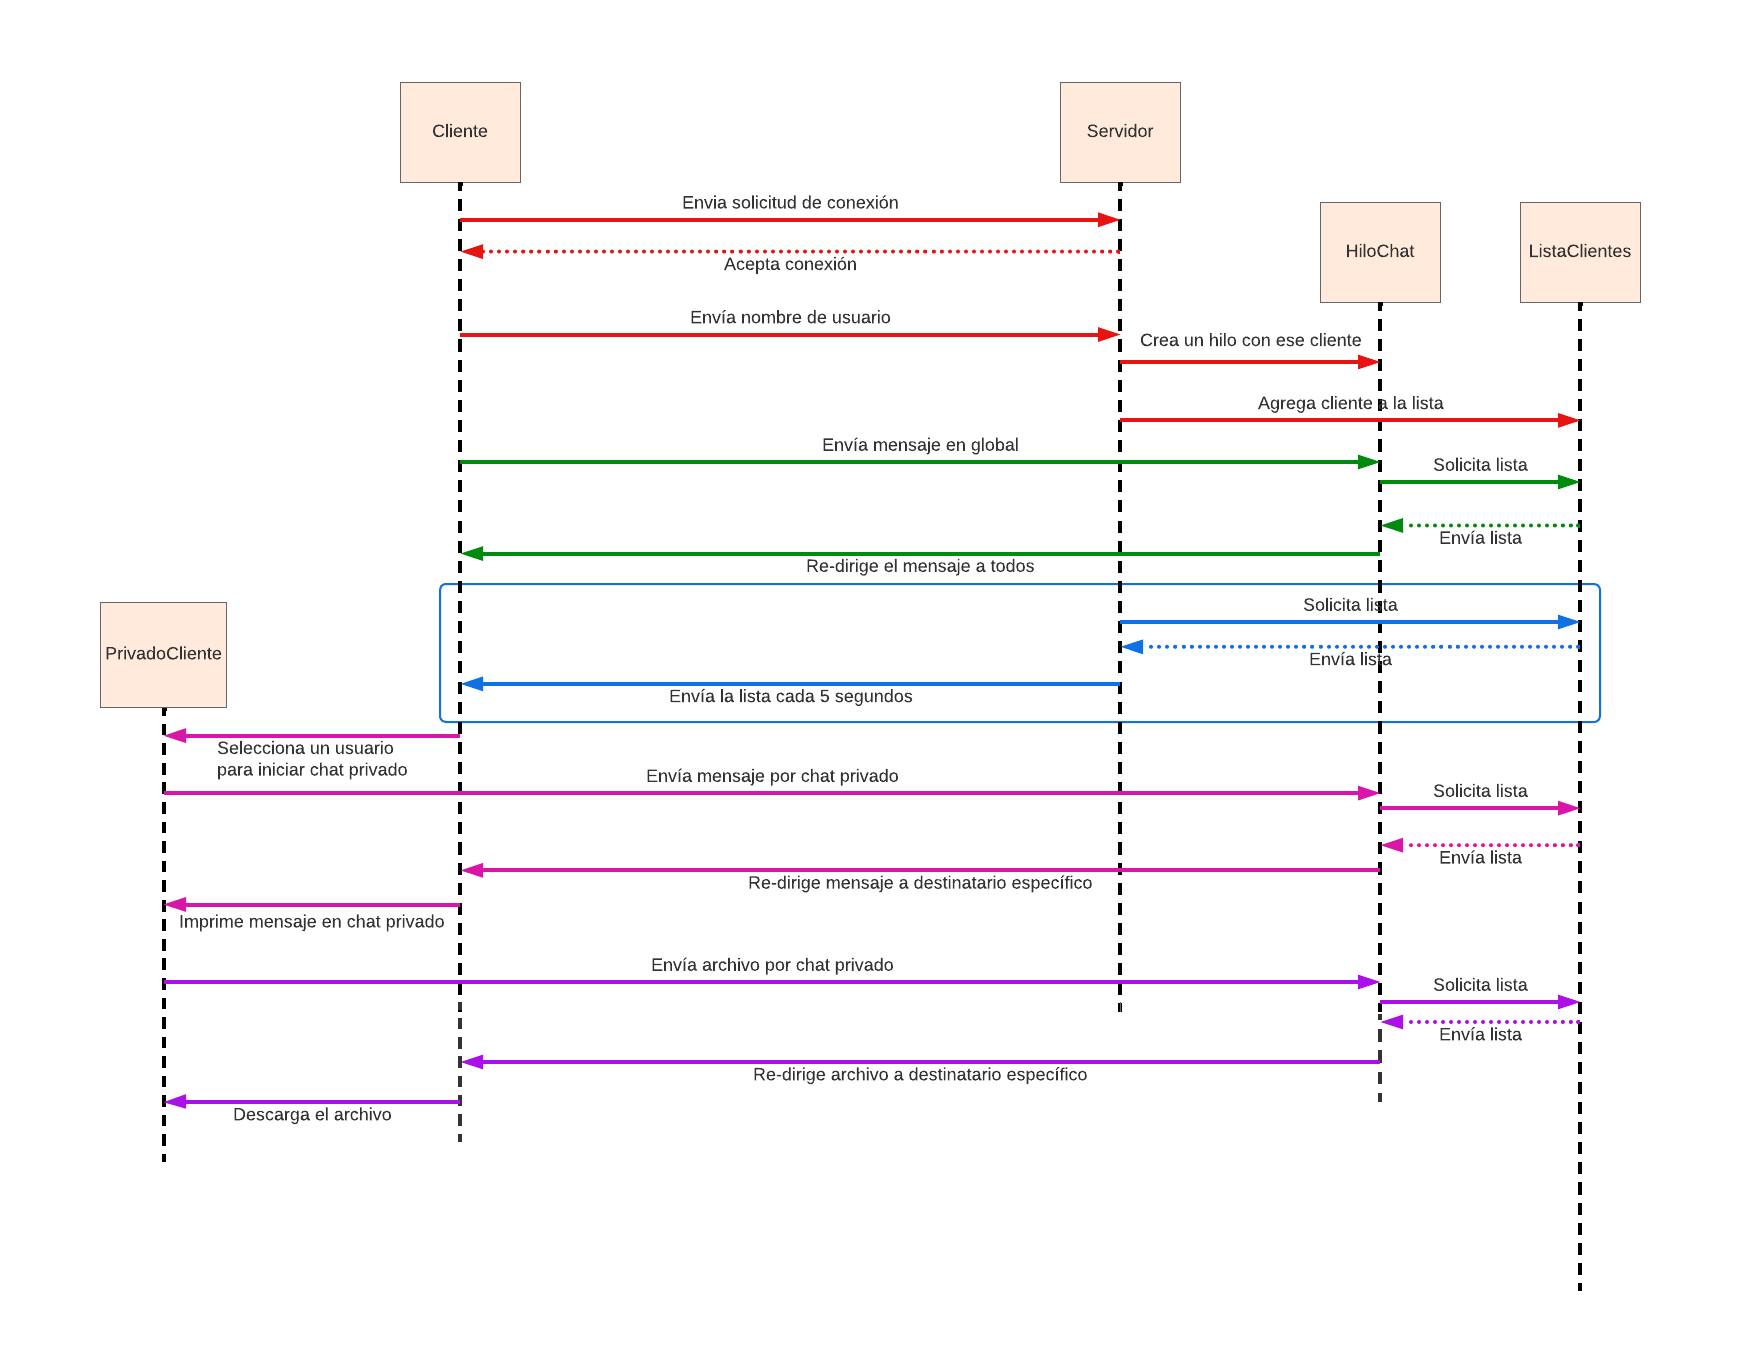 Cliente
Servidor
Envia solicitud de conexión
HiloChat
ListaClientes
Acepta conexión
Envía nombre de usuario
Crea un hilo con ese cliente
Agrega cliente a la lista
Envía mensaje en global
Solicita lista
Envía lista
Re-dirige el mensaje a todos
Solicita lista
PrivadoCliente
Envía lista
Envía la lista cada 5 segundos
Selecciona un usuario
para iniciar chat privado
Envía mensaje por chat privado
Solicita lista
Envía lista
Re-dirige mensaje a destinatario específico
Imprime mensaje en chat privado
Envía archivo por chat privado
Solicita lista
Envía lista
Re-dirige archivo a destinatario específico
Descarga el archivo